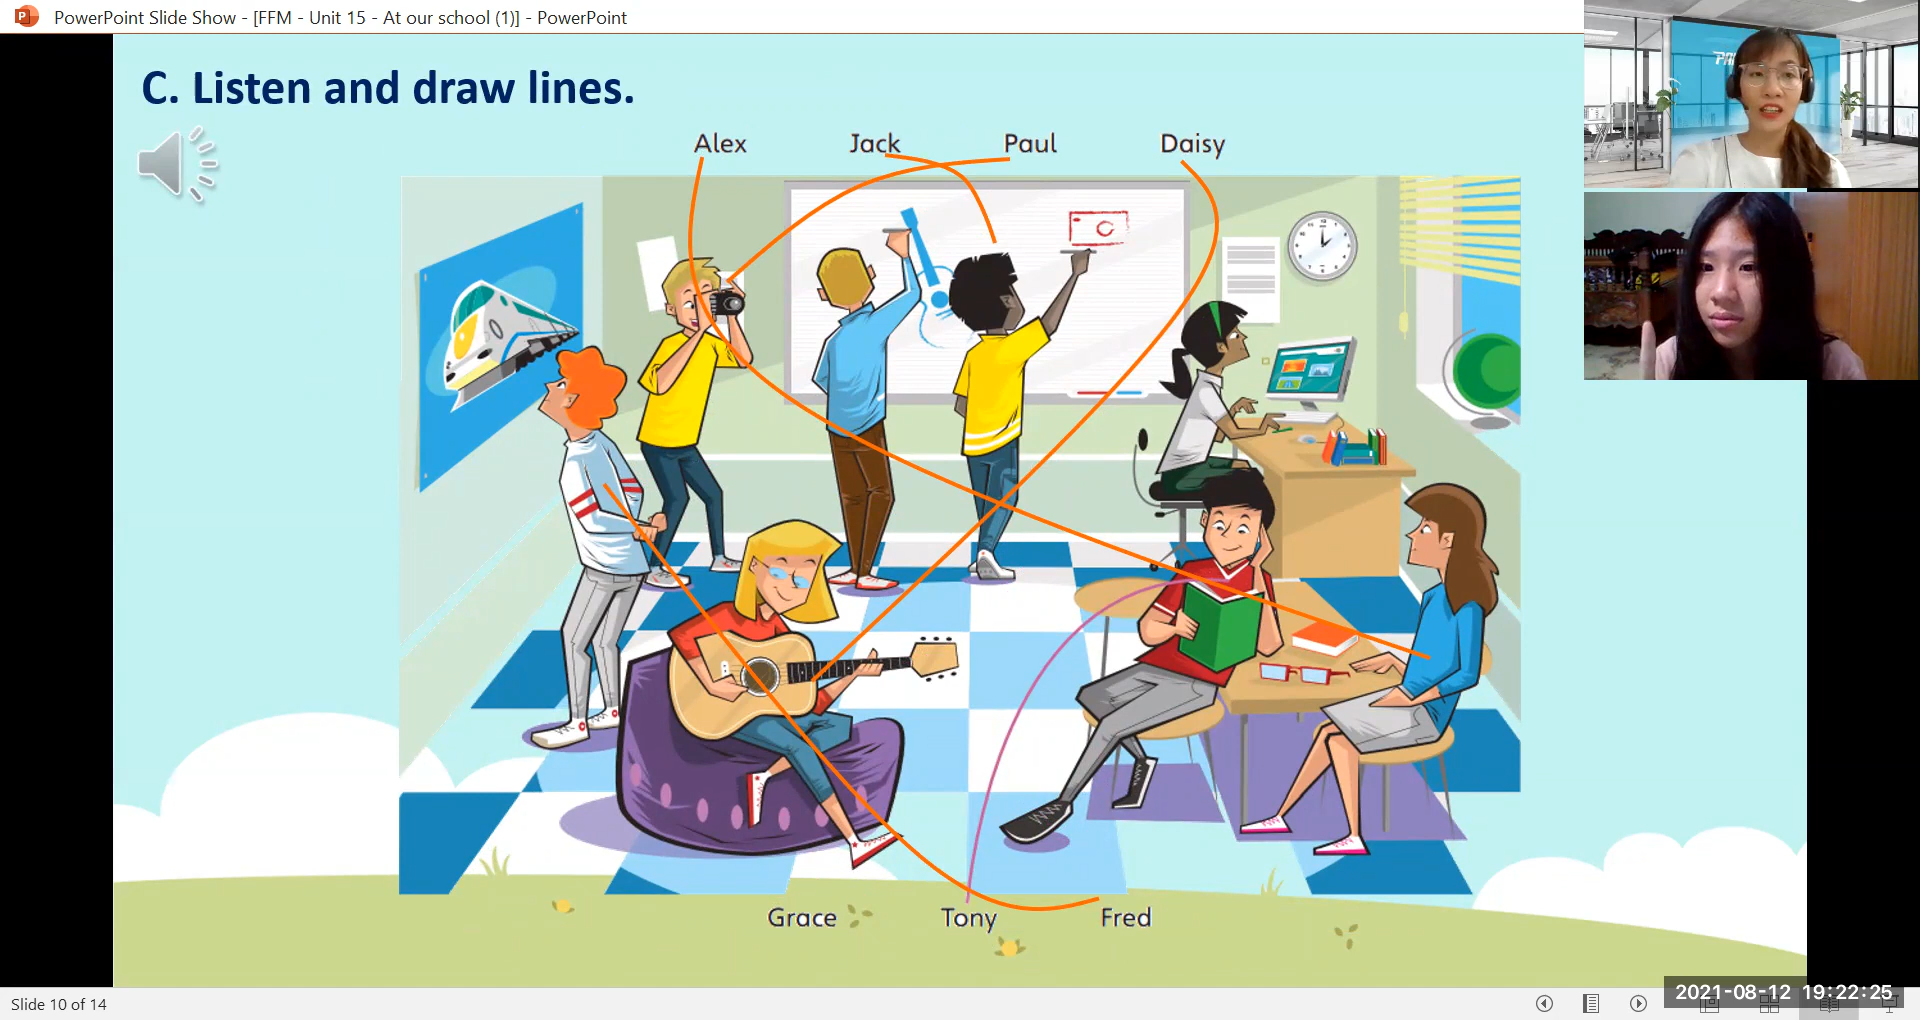 PowerPoint Slide Show - [FFM - Unit 15 - At our school (1)] - PowerPoint
C. Listen and draw lines.
Alex Jack Paul Daisy
Grace Tony Fred
Slide 10 of 14
2021-08-12 19:22:25